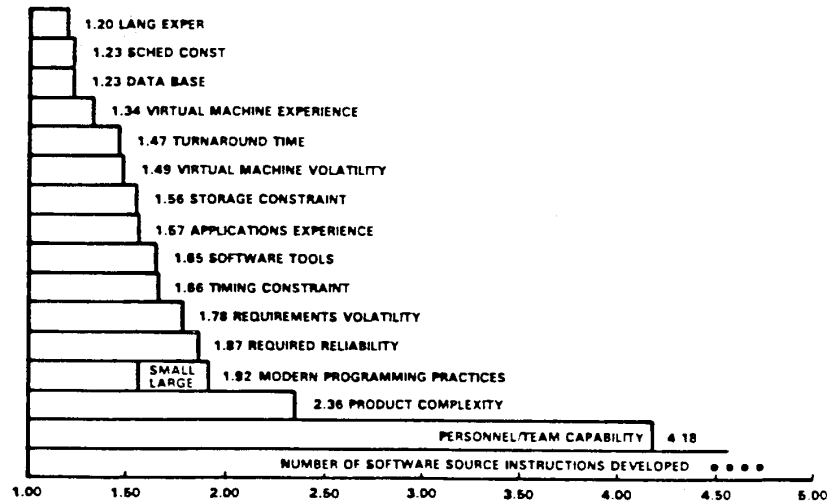 1.20 LANG EXPER
1.23 SCHED CONST
1.23 DATA BASE
1.34 VIRTUAL MACHINE EXPERIENCE
1.47 TURNAROUND TIME
1.49 VIRTUAL MACHINE VOLATILITY
1.56 STORAGE CONSTRAINT
1.57 APPLICATIONS EXPERIENCE
1.65 SOFTWARE TOOLS
1.66 TIMING CONSTRAINT
1.78 REQUIREMENTS VOLATILITY
1.87 REQUIRED RELIABILITY
SMALL
LARGE
1.92 MODERN PROGRAMMING PRACTICES
2.36 PRODUCT COMPLEXITY
PERSONNEL/TEAM CAPABILITY 4 18
NUMBER OF SOFTWARE SOURCE INSTRUCTIONS DEVELOPED ● ● ● ●
1.00 1.50 2.00 2.50 3.00 3.50 4.00 4.50 5.00